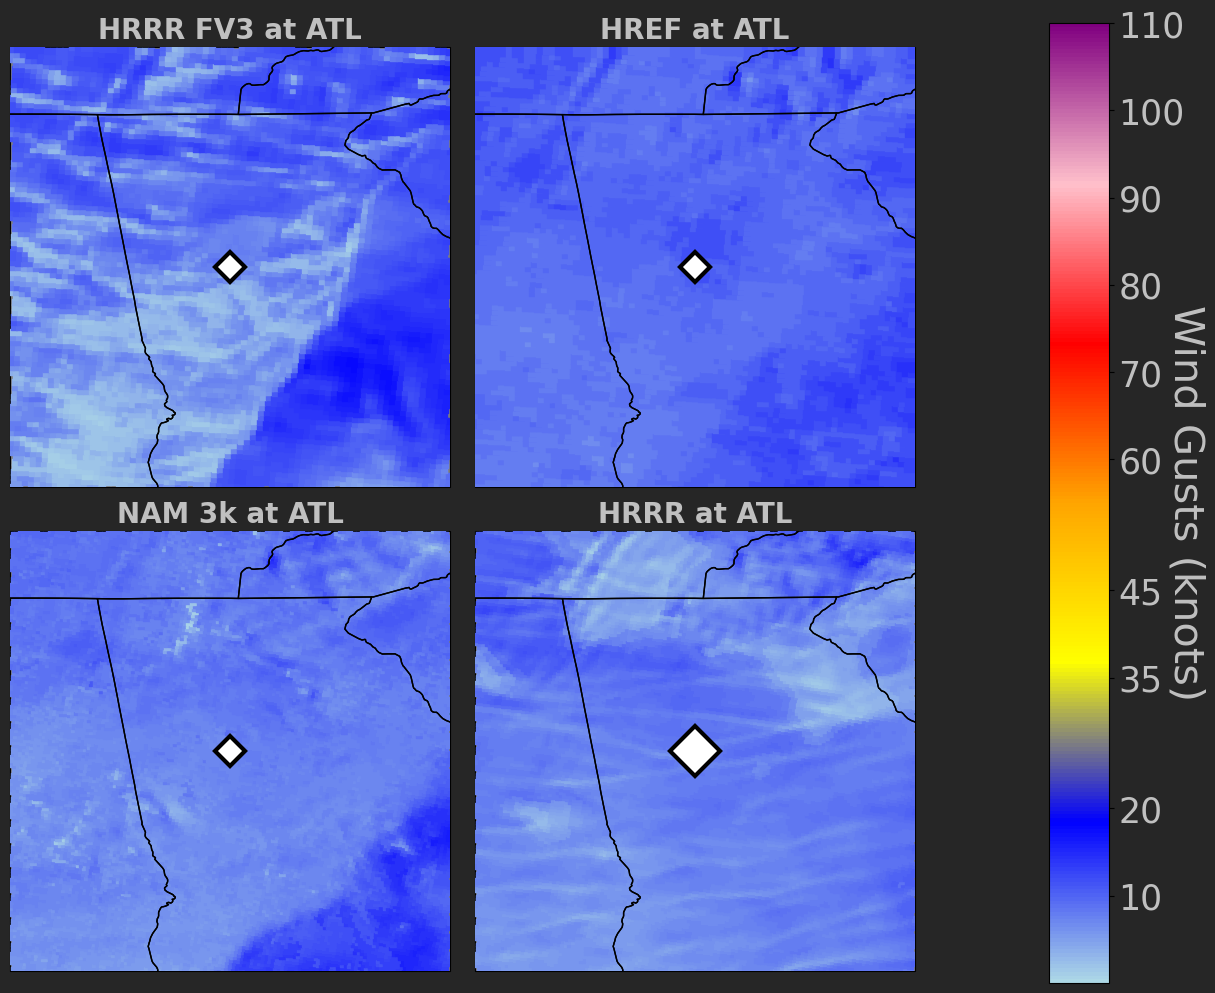 HRRR FV3 at ATL
HREF at ATL
NAM 3k at ATL
HRRR at ATL
110
100
90
80
70
60
45
35
20
10
Wind Gusts (knots)